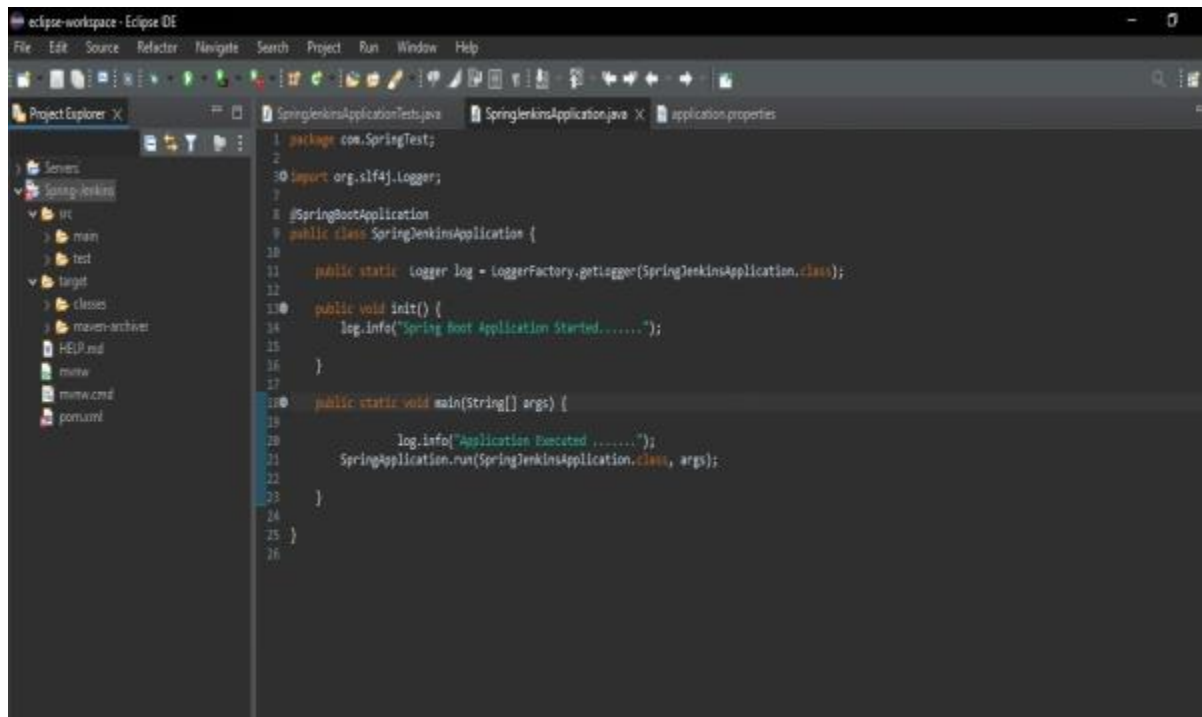 eclipse-workspace - Eclipse IDE
File Edit Source Refactor Navigate Search Project Run Window Help
Project Explorer
SpringJenkinsApplicationTests.java
SpringJenkinsApplication.java
application.properties
Servers
Spring-Jenkins
src
main
test
target
classes
maven-archiver
HELP.md
mvnw
mvnw.cmd
pom.xml
1 package com.SpringTest;
2
3 import org.slf4j.Logger;
7
8 @SpringBootApplication
9 public class SpringJenkinsApplication {
10
11 public static Logger log = LoggerFactory.getLogger(SpringJenkinsApplication.class);
12
13 public void init() {
14 log.info("Spring Boot Application Started.......");
15
16 }
17
18 public static void main(String[] args) {
19
20 log.info("Application Executed .......");
21 SpringApplication.run(SpringJenkinsApplication.class, args);
22
23 }
24
25 }
26